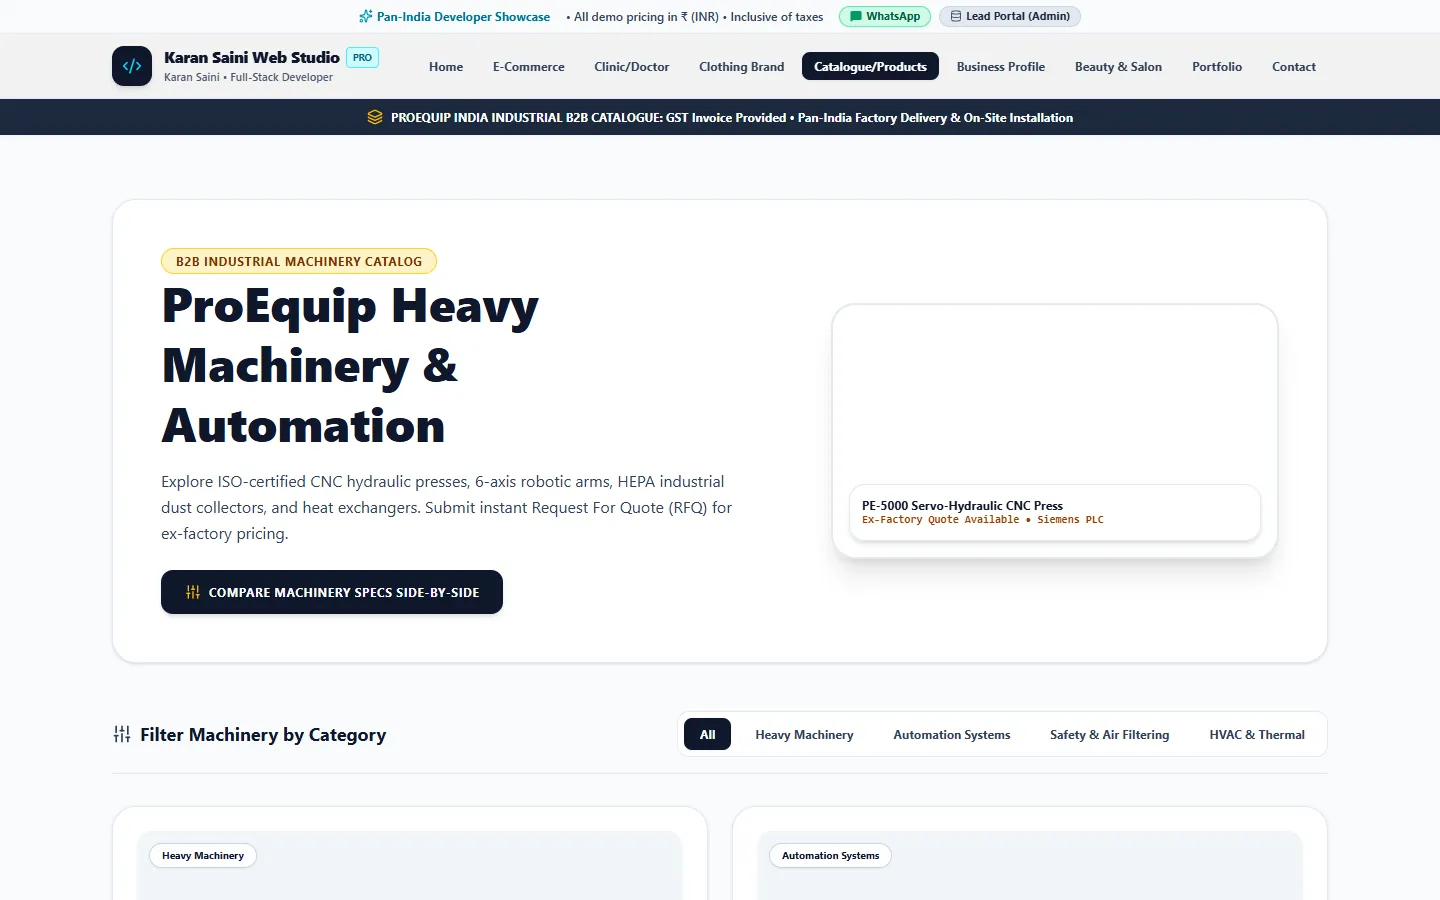 Pan-India Developer Showcase • All demo pricing in ₹ (INR) • Inclusive of taxes WhatsApp Lead Portal (Admin)
Karan Saini Web Studio PRO
Karan Saini • Full-Stack Developer
Home E-Commerce Clinic/Doctor Clothing Brand Catalogue/Products Business Profile Beauty & Salon Portfolio Contact
PROEQUIP INDIA INDUSTRIAL B2B CATALOGUE: GST Invoice Provided • Pan-India Factory Delivery & On-Site Installation
B2B INDUSTRIAL MACHINERY CATALOG
ProEquip Heavy
Machinery &
Automation
Explore ISO-certified CNC hydraulic presses, 6-axis robotic arms, HEPA industrial
dust collectors, and heat exchangers. Submit instant Request For Quote (RFQ) for
ex-factory pricing.
COMPARE MACHINERY SPECS SIDE-BY-SIDE
PE-5000 Servo-Hydraulic CNC Press
Ex-Factory Quote Available • Siemens PLC
Filter Machinery by Category
All Heavy Machinery Automation Systems Safety & Air Filtering HVAC & Thermal
Heavy Machinery
Automation Systems